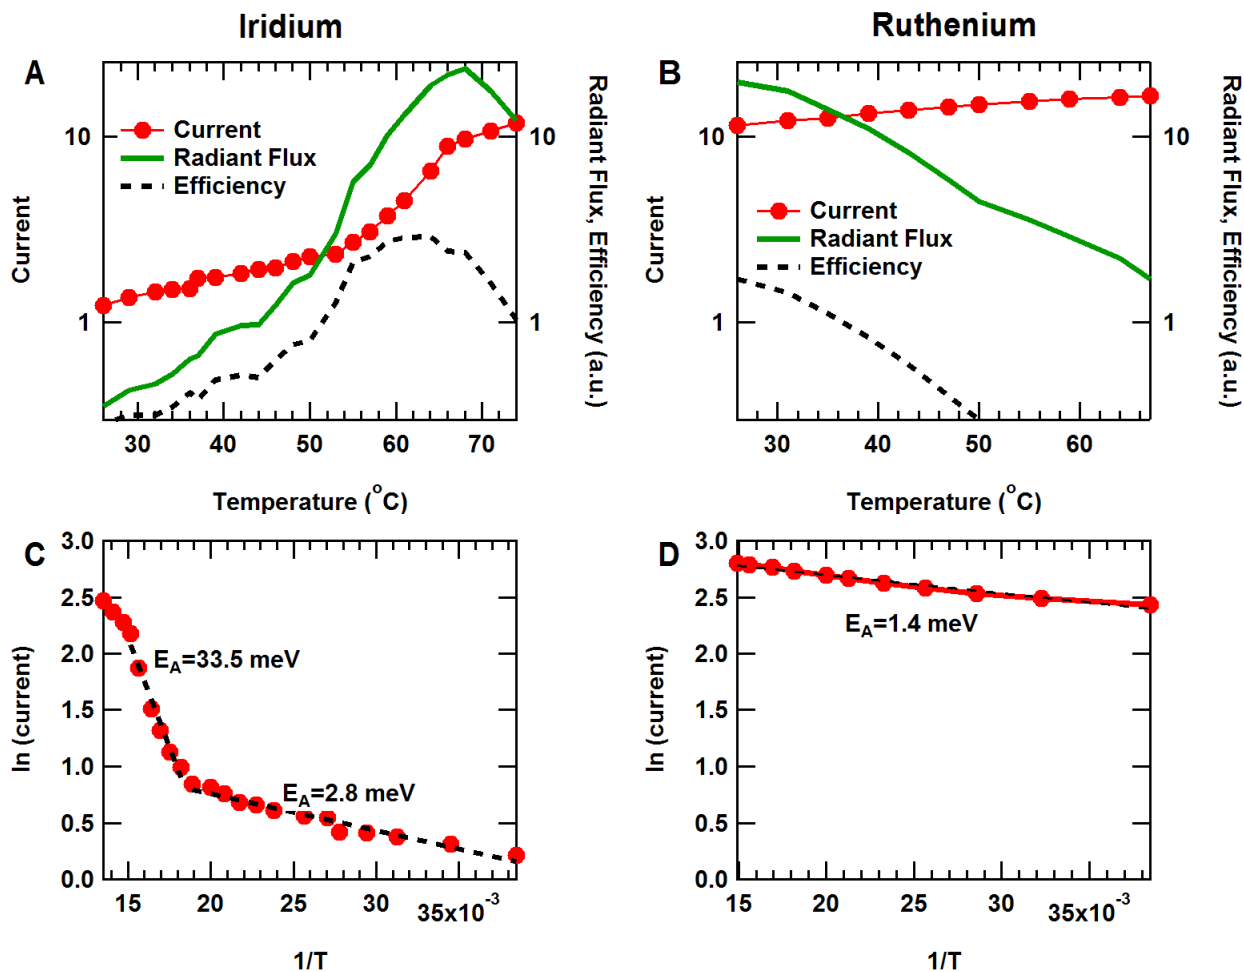 Iridium
Ruthenium
A
Current
Radiant Flux
Efficiency
10
1
10
1
30
40
50
60
70
Current
Radiant Flux, Efficiency (a.u.)
Temperature (°C)
B
Current
Radiant Flux
Efficiency
10
1
10
1
30
40
50
60
Current
Radiant Flux, Efficiency (a.u.)
Temperature (°C)
C
3.0
2.5
2.0
1.5
1.0
0.5
0.0
E_A=33.5 meV
E_A=2.8 meV
15
20
25
30
35x10⁻³
ln (current)
1/T
D
3.0
2.5
2.0
1.5
1.0
0.5
0.0
E_A=1.4 meV
15
20
25
30
35x10⁻³
ln (current)
1/T